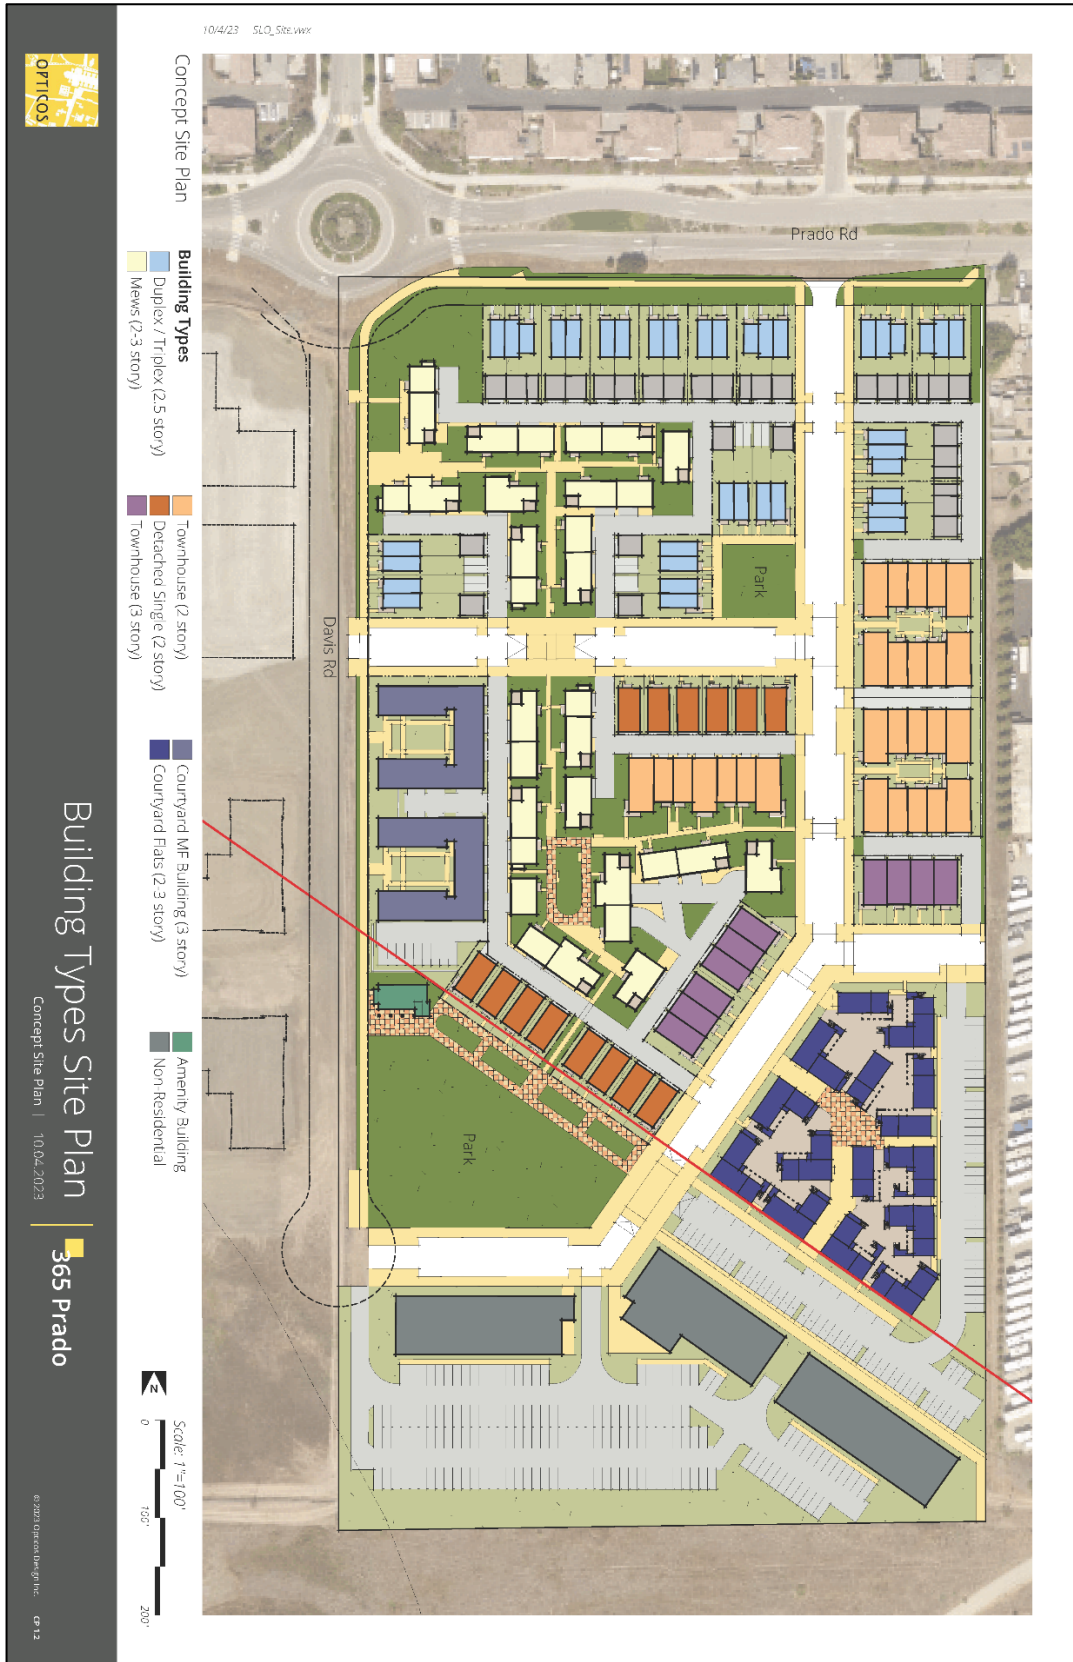 10/4/23 SLO_Site.vwx
Concept Site Plan
OPTICOS
Building Types
Duplex / Triplex (2.5 story)
Mews (2-3 story)
Townhouse (2 story)
Detached Single (2 story)
Townhouse (3 story)
Courtyard MF Building (3 story)
Courtyard Flats (2-3 story)
Amenity Building
Non-Residential
Prado Rd
Davis Rd
Park
Park
N
Scale: 1"=100'
0 100' 200'
Building Types Site Plan
Concept Site Plan | 10.04.2023
365 Prado
© 2023 Opticos Design Inc.
CP 1.2